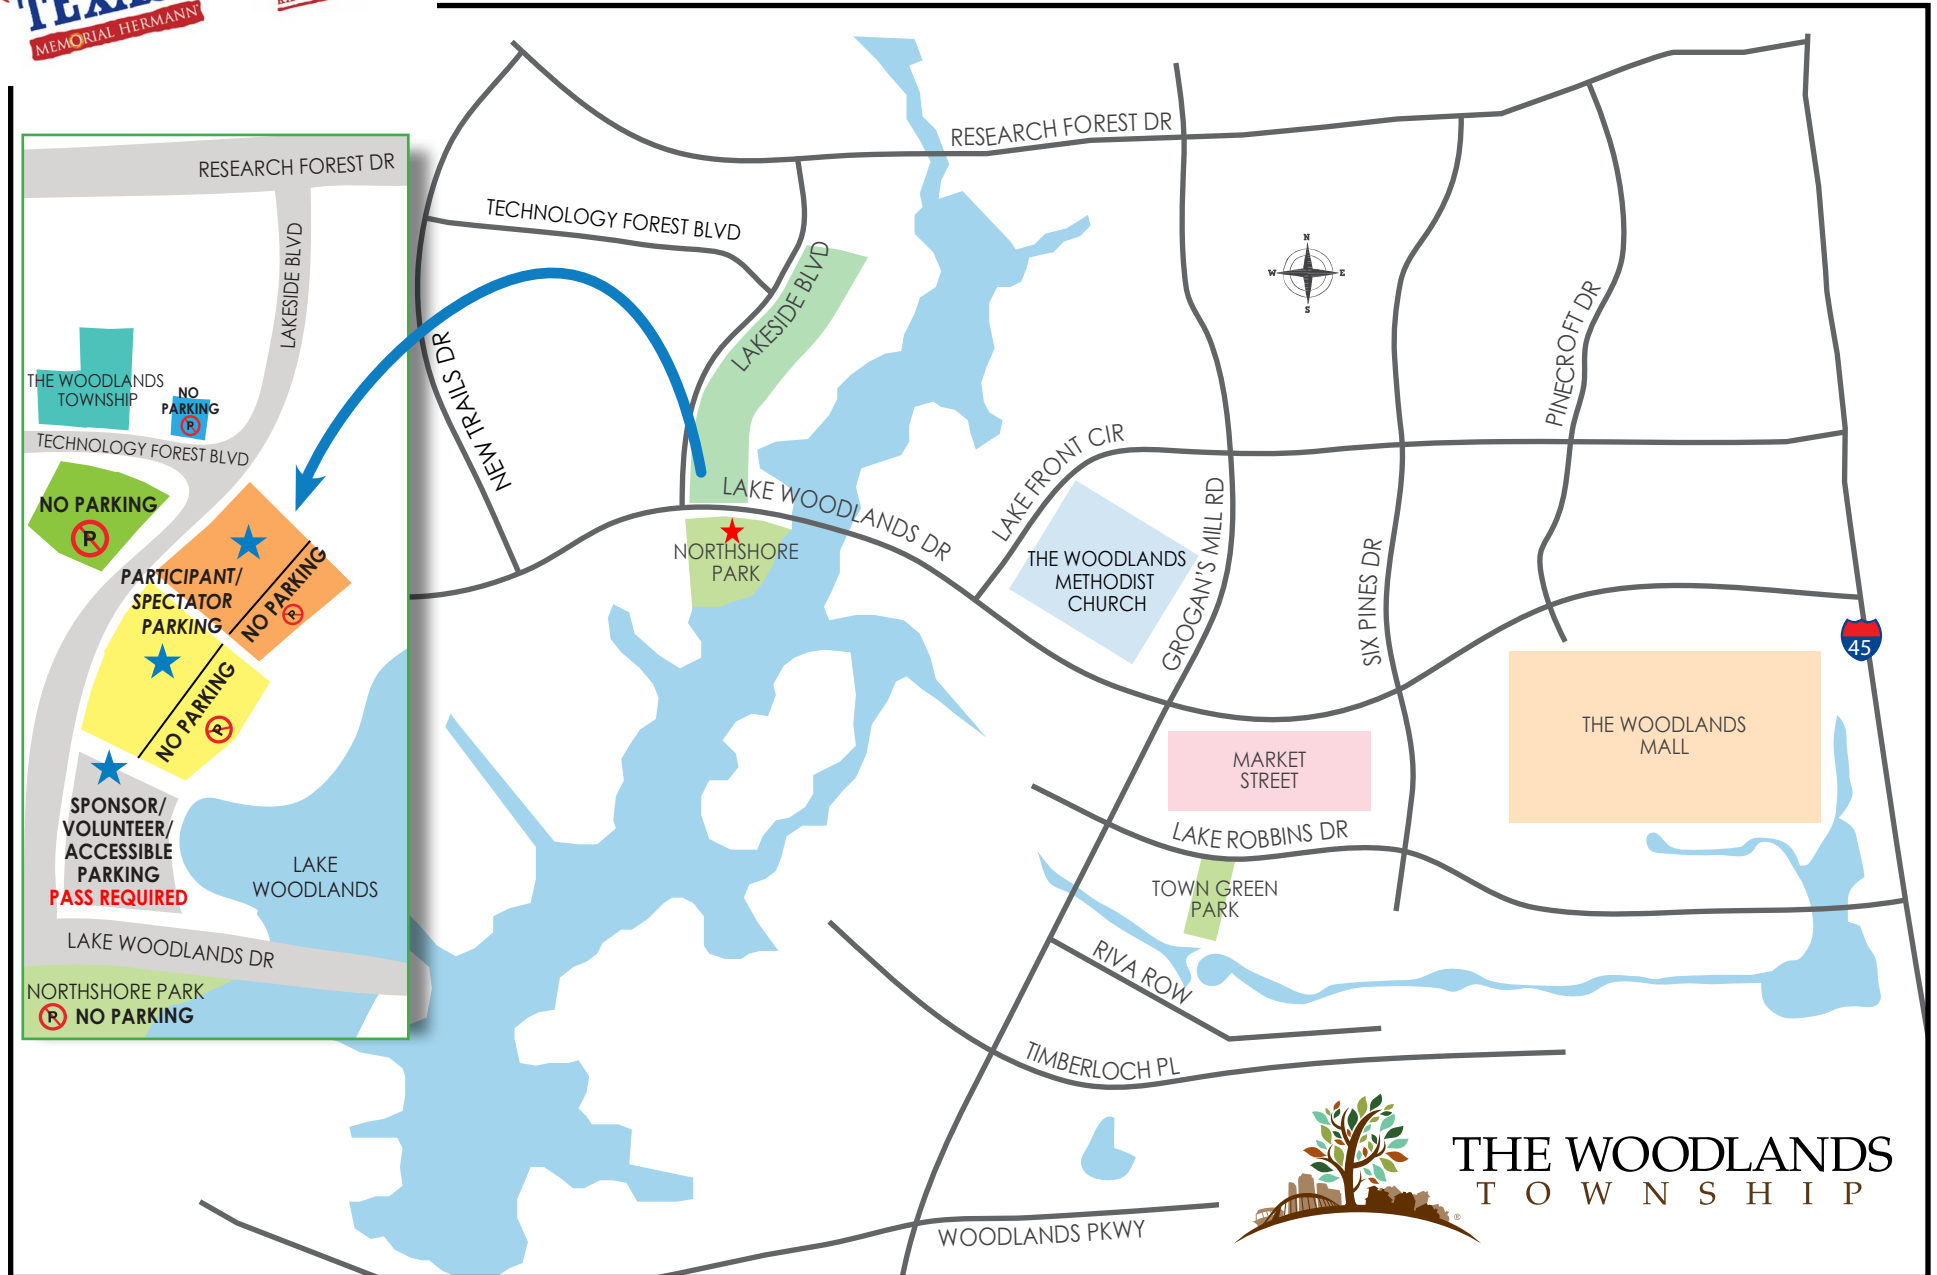 TEXAS
MEMORIAL HERMANN
RESEARCH FOREST DR
LAKESIDE BLVD
THE WOODLANDS
TOWNSHIP
NO
PARKING
P
TECHNOLOGY FOREST BLVD
NO PARKING
P
PARTICIPANT/
SPECTATOR
PARKING
NO PARKING
P
NO PARKING
P
SPONSOR/
VOLUNTEER/
ACCESSIBLE
PARKING
PASS REQUIRED
LAKE
WOODLANDS
LAKE WOODLANDS DR
NORTHSHORE PARK
P NO PARKING
RESEARCH FOREST DR
TECHNOLOGY FOREST BLVD
LAKESIDE BLVD
NEW TRAILS DR
LAKE WOODLANDS DR
NORTHSHORE
PARK
LAKE FRONT CIR
THE WOODLANDS
METHODIST
CHURCH
GROGAN'S MILL RD
N
W E
S
SIX PINES DR
PINECROFT DR
45
THE WOODLANDS
MALL
MARKET
STREET
LAKE ROBBINS DR
TOWN GREEN
PARK
RIVA ROW
TIMBERLOCH PL
WOODLANDS PKWY
THE WOODLANDS
TOWNSHIP
®